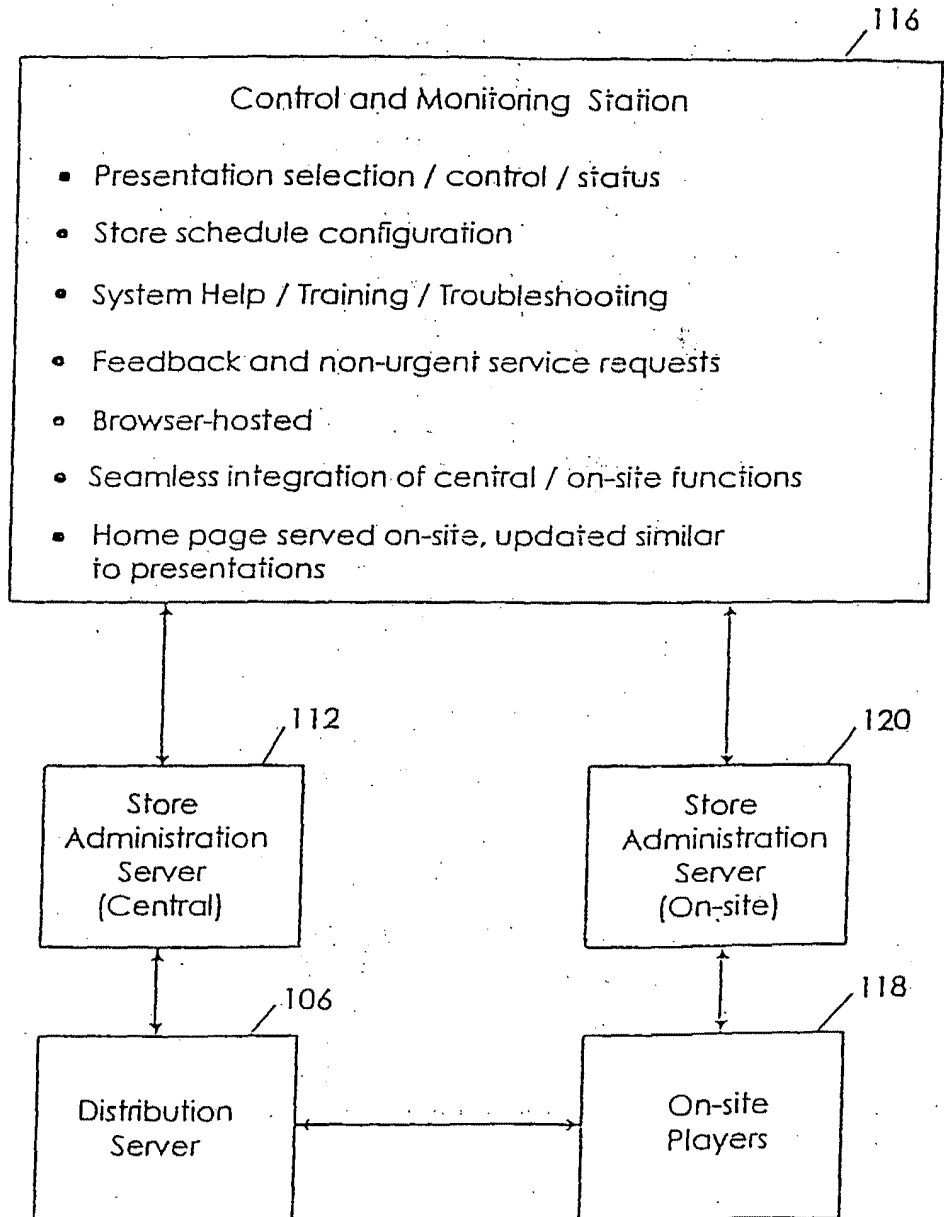 116
Control and Monitoring Station
• Presentation selection / control / status
• Store schedule configuration
• System Help / Training / Troubleshooting
• Feedback and non-urgent service requests
• Browser-hosted
• Seamless integration of central / on-site functions
• Home page served on-site, updated similar
to presentations
112
Store
Administration
Server
(Central)
120
Store
Administration
Server
(On-site)
106
Distribution
Server
118
On-site
Players